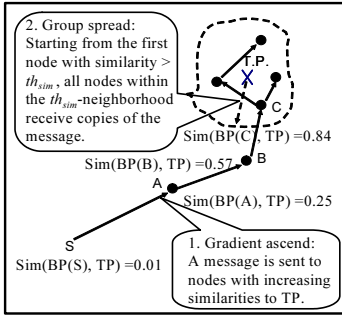 2. Group spread:
Starting from the first
node with similarity >
th_sim, all nodes within
the th_sim-neighborhood
receive copies of the
message.
T.P.
C
Sim(BP(C), TP) =0.84
B
Sim(BP(B), TP) =0.57
A
Sim(BP(A), TP) =0.25
S
Sim(BP(S), TP) =0.01
1. Gradient ascend:
A message is sent to
nodes with increasing
similarities to TP.